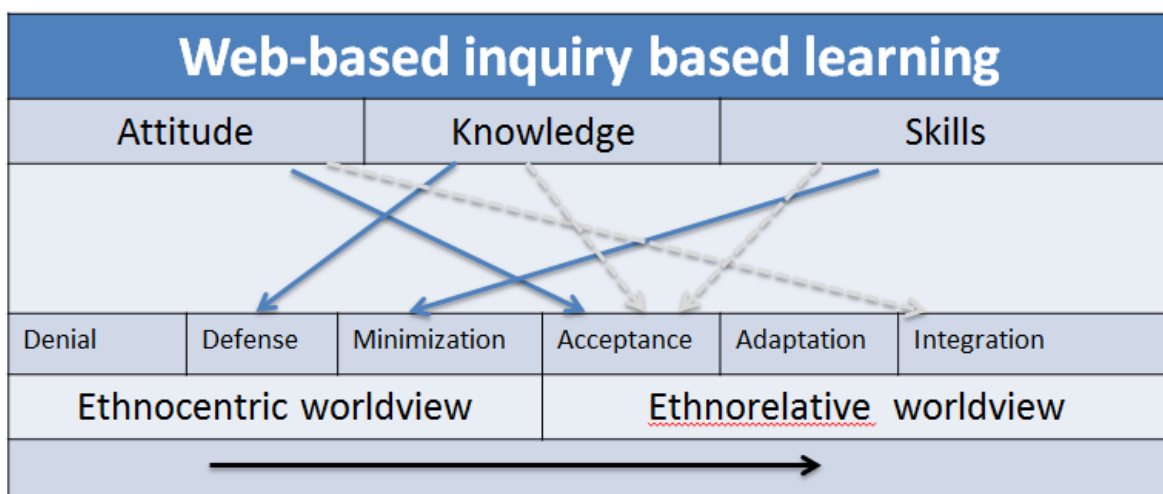 Web-based inquiry based learning
Attitude Knowledge Skills
Denial Defense Minimization Acceptance Adaptation Integration
Ethnocentric worldview Ethnorelative worldview